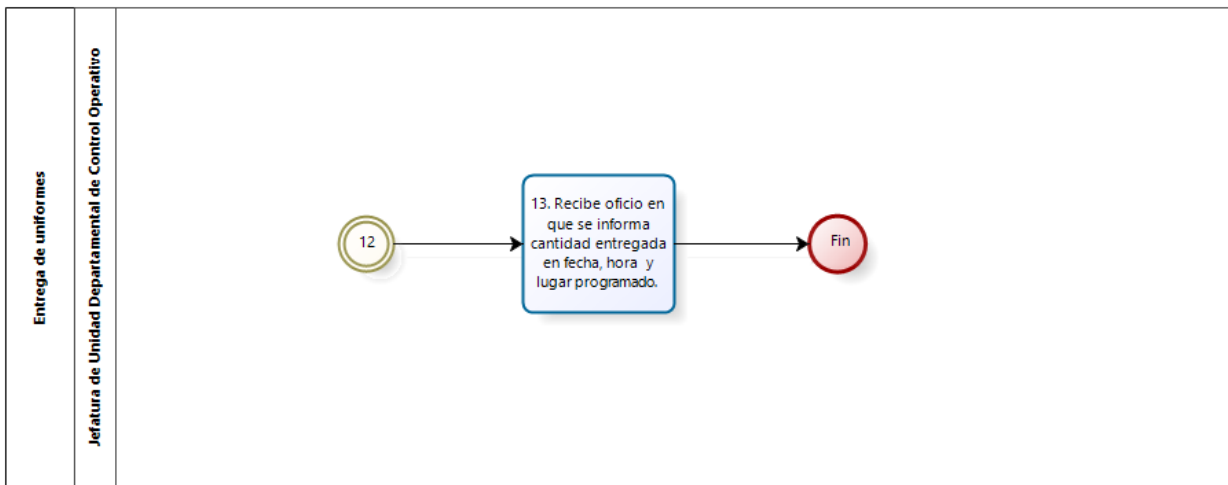 Entrega de uniformes
Jefatura de Unidad Departamental de Control Operativo
12
13. Recibe oficio en
que se informa
cantidad entregada
en fecha, hora y
lugar programado.
Fin